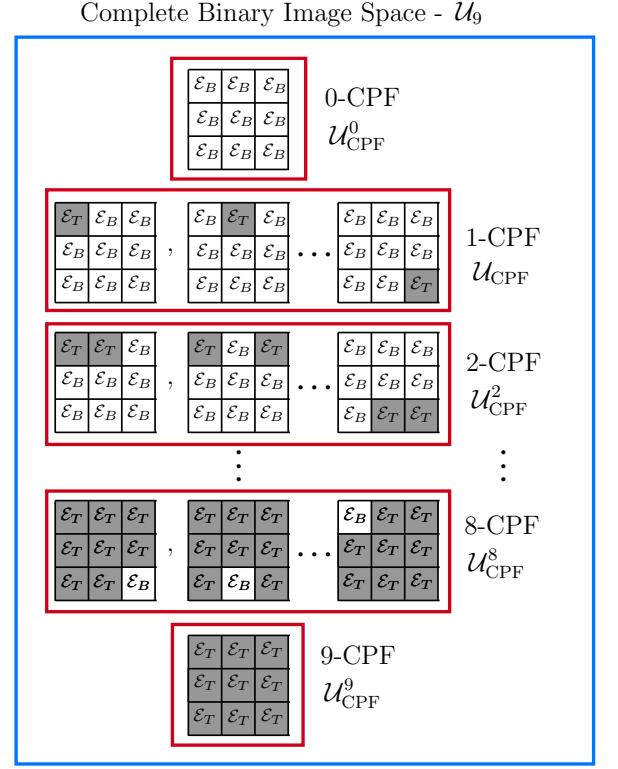 Complete Binary Image Space - 𝒰₉
ℰ_B ℰ_B ℰ_B
ℰ_B ℰ_B ℰ_B
ℰ_B ℰ_B ℰ_B
0-CPF
𝒰⁰_CPF
ℰ_T ℰ_B ℰ_B , ℰ_B ℰ_T ℰ_B ... ℰ_B ℰ_B ℰ_B
ℰ_B ℰ_B ℰ_B ℰ_B ℰ_B ℰ_B ℰ_B ℰ_B ℰ_B
ℰ_B ℰ_B ℰ_B ℰ_B ℰ_B ℰ_B ℰ_B ℰ_B ℰ_T
1-CPF
𝒰_CPF
ℰ_T ℰ_T ℰ_B , ℰ_T ℰ_B ℰ_T ... ℰ_B ℰ_B ℰ_B
ℰ_B ℰ_B ℰ_B ℰ_B ℰ_B ℰ_B ℰ_B ℰ_B ℰ_B
ℰ_B ℰ_B ℰ_B ℰ_B ℰ_B ℰ_B ℰ_B ℰ_T ℰ_T
2-CPF
𝒰²_CPF
⋮ ⋮
ℰ_T ℰ_T ℰ_T , ℰ_T ℰ_T ℰ_T ... ℰ_B ℰ_T ℰ_T
ℰ_T ℰ_T ℰ_T ℰ_T ℰ_T ℰ_T ℰ_T ℰ_T ℰ_T
ℰ_T ℰ_T ℰ_B ℰ_T ℰ_B ℰ_T ℰ_T ℰ_T ℰ_T
8-CPF
𝒰⁸_CPF
ℰ_T ℰ_T ℰ_T
ℰ_T ℰ_T ℰ_T
ℰ_T ℰ_T ℰ_T
9-CPF
𝒰⁹_CPF